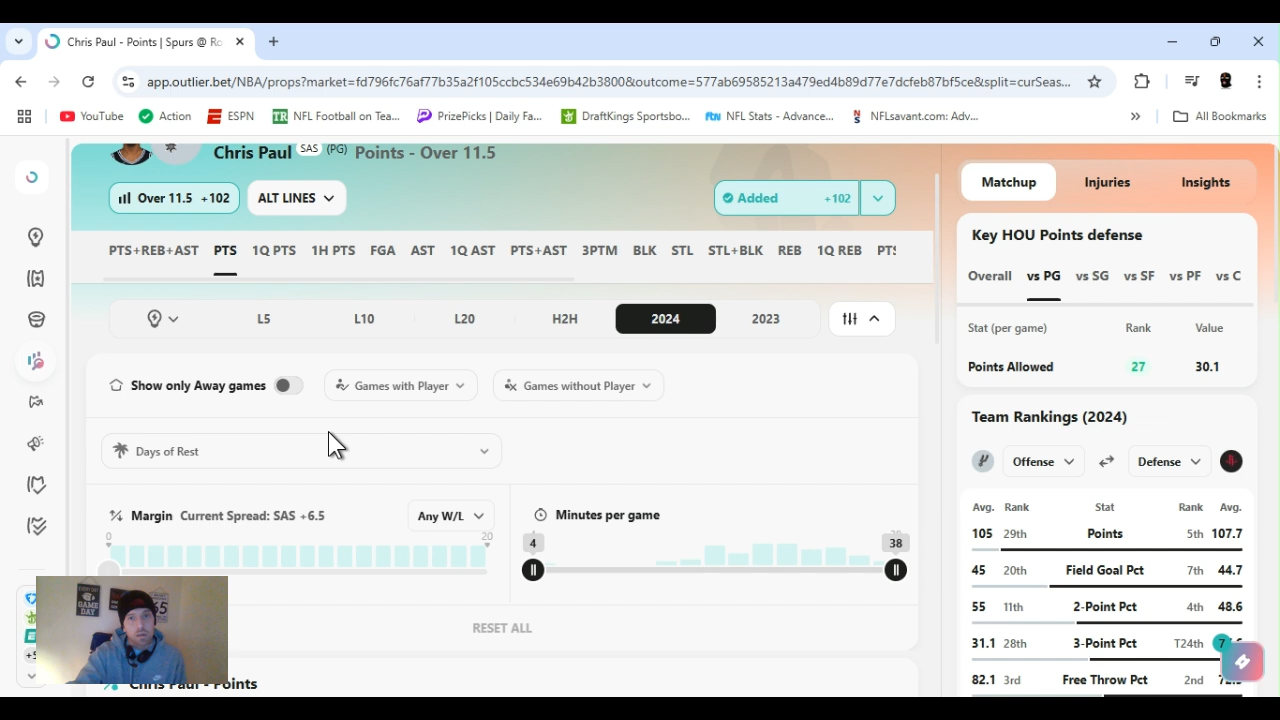 Chris Paul - Points | Spurs @ Ro
app.outlier.bet/NBA/props?market=fd796fc76af77b35a2f105ccbc534e69b42b3800&outcome=577ab69585213a479ed4b89d77e7dcfeb87bf5ce&split=curSeas...
YouTube Action ESPN NFL Football on Tea... PrizePicks | Daily Fa... DraftKings Sportsbo... ftn NFL Stats - Advance... NFLsavant.com: Adv... » All Bookmarks
Chris Paul SAS (PG) Points - Over 11.5
Over 11.5 +102 ALT LINES Added +102
PTS+REB+AST PTS 1Q PTS 1H PTS FGA AST 1Q AST PTS+AST 3PTM BLK STL STL+BLK REB 1Q REB PTS
L5 L10 L20 H2H 2024 2023
Show only Away games Games with Player Games without Player
Days of Rest
Margin Current Spread: SAS +6.5 Any W/L
0 20
Minutes per game
4 38
RESET ALL
Chris Paul - Points
Matchup Injuries Insights
Key HOU Points defense
Overall vs PG vs SG vs SF vs PF vs C
Stat (per game) Rank Value
Points Allowed 27 30.1
Team Rankings (2024)
Offense Defense
Avg. Rank Stat Rank Avg.
105 29th Points 5th 107.7
45 20th Field Goal Pct 7th 44.7
55 11th 2-Point Pct 4th 48.6
31.1 28th 3-Point Pct T24th
82.1 3rd Free Throw Pct 2nd
GAME DAY